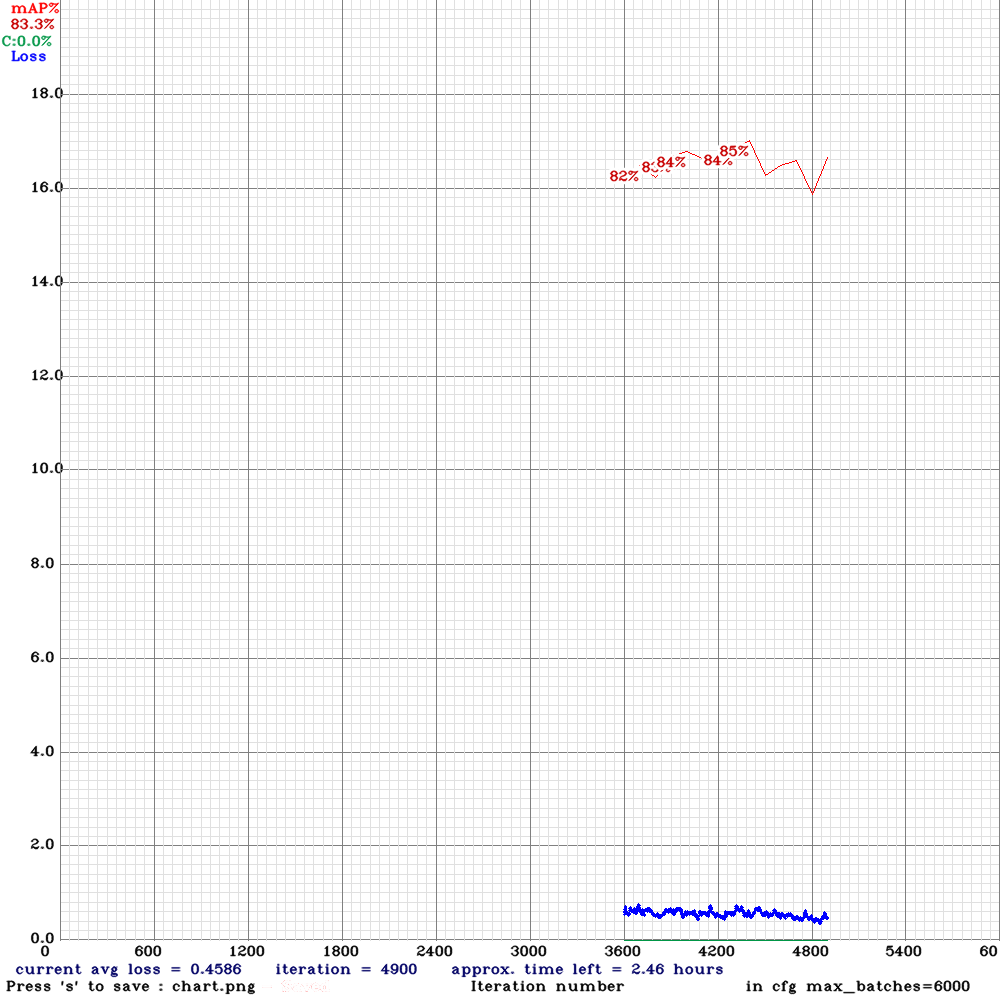 mAP%
83.3%
C:0.0%
Loss
18.0
82% 84% 84% 85%
16.0
14.0
12.0
10.0
8.0
6.0
4.0
2.0
0.0
0 600 1200 1800 2400 3000 3600 4200 4800 5400 60
current avg loss = 0.4586 iteration = 4900 approx. time left = 2.46 hours
Press 's' to save : chart.png Iteration number in cfg max_batches=6000